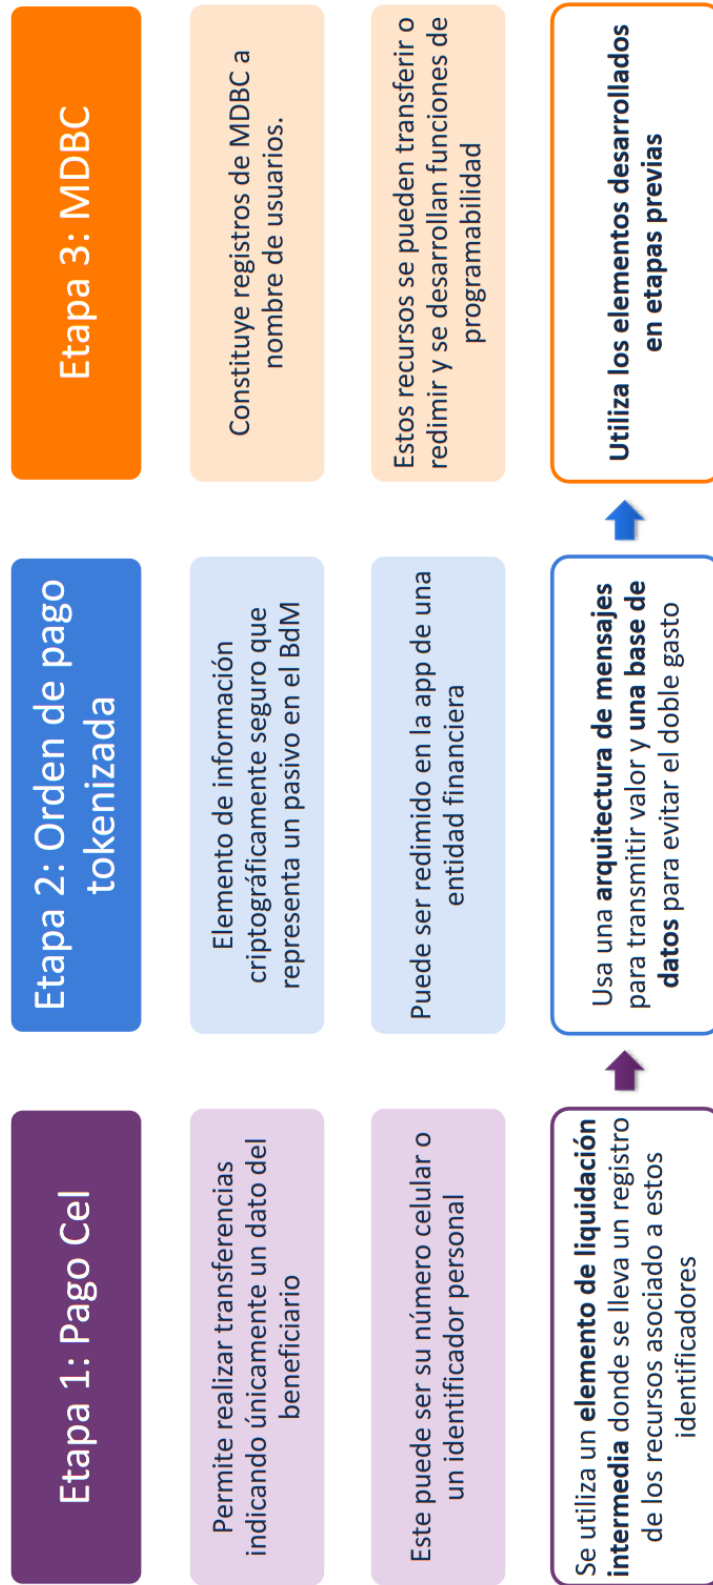 Etapa 1: Pago Cel
Permite realizar transferencias
indicando únicamente un dato del
beneficiario
Este puede ser su número celular o
un identificador personal
Se utiliza un elemento de liquidación
intermedia donde se lleva un registro
de los recursos asociado a estos
identificadores
Etapa 2: Orden de pago
tokenizada
Elemento de información
criptográficamente seguro que
representa un pasivo en el BdM
Puede ser redimido en la app de una
entidad financiera
Usa una arquitectura de mensajes
para transmitir valor y una base de
datos para evitar el doble gasto
Etapa 3: MDBC
Constituye registros de MDBC a
nombre de usuarios.
Estos recursos se pueden transferir o
redimir y se desarrollan funciones de
programabilidad
Utiliza los elementos desarrollados
en etapas previas